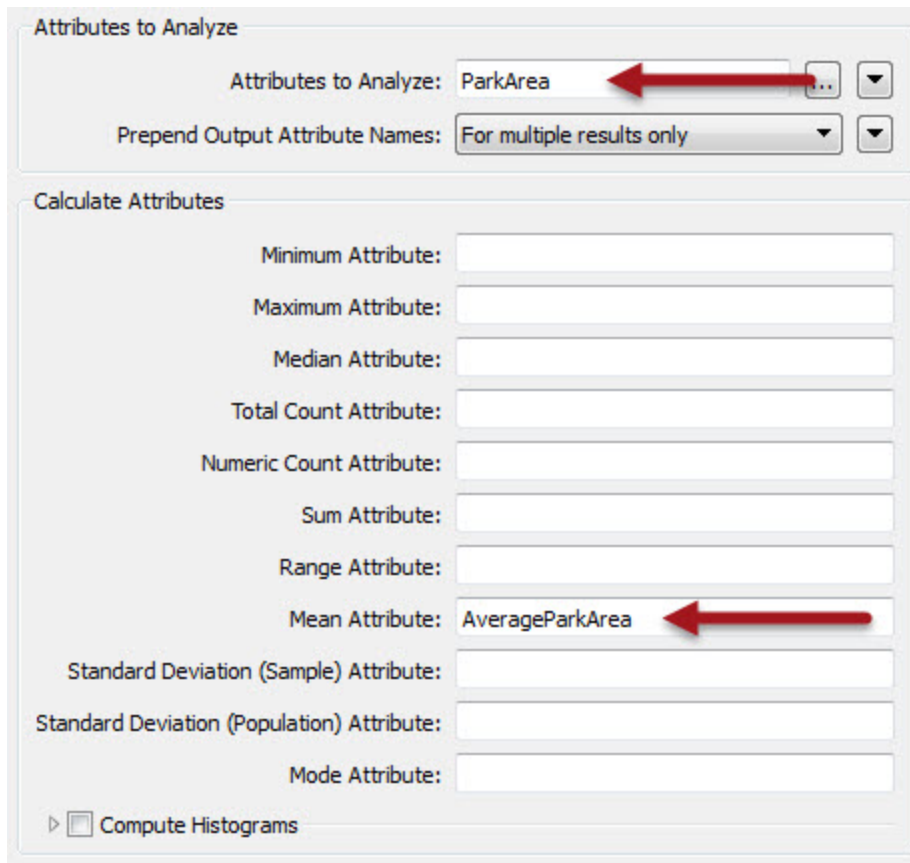 Attributes to Analyze
Attributes to Analyze: ParkArea ...
Prepend Output Attribute Names: For multiple results only
Calculate Attributes
Minimum Attribute:
Maximum Attribute:
Median Attribute:
Total Count Attribute:
Numeric Count Attribute:
Sum Attribute:
Range Attribute:
Mean Attribute: AverageParkArea
Standard Deviation (Sample) Attribute:
Standard Deviation (Population) Attribute:
Mode Attribute:
Compute Histograms